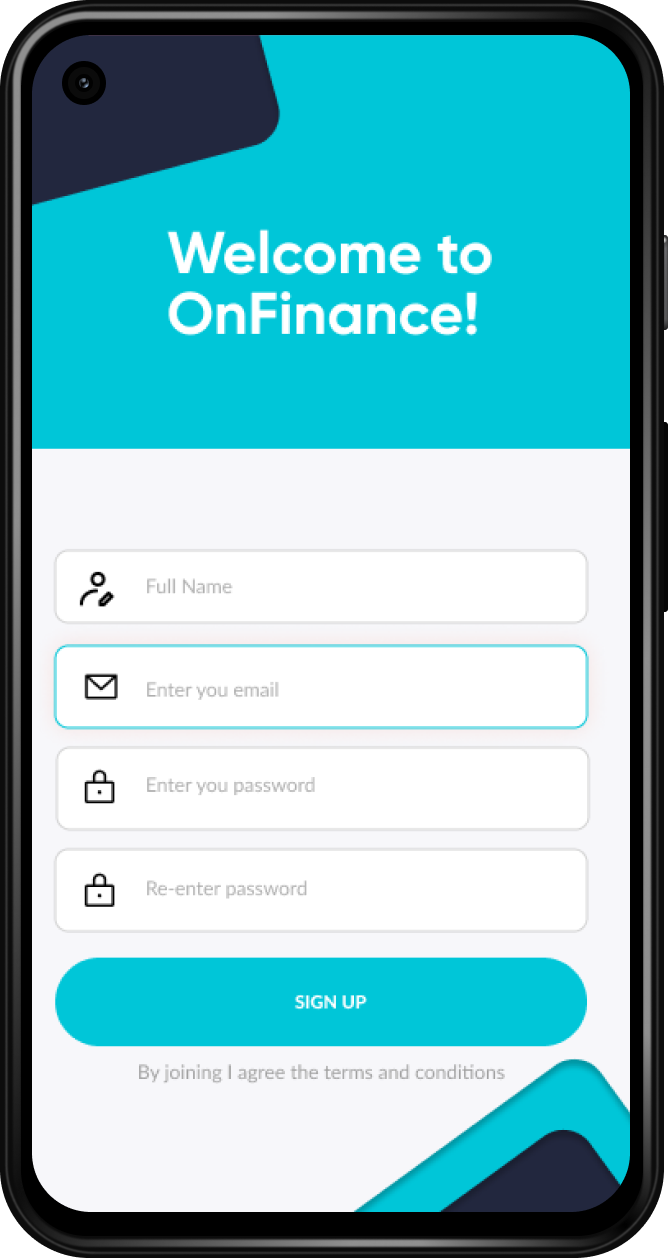 Welcome to
OnFinance!
Full Name
Enter you email
Enter you password
Re-enter password
SIGN UP
By joining I agree the terms and conditions